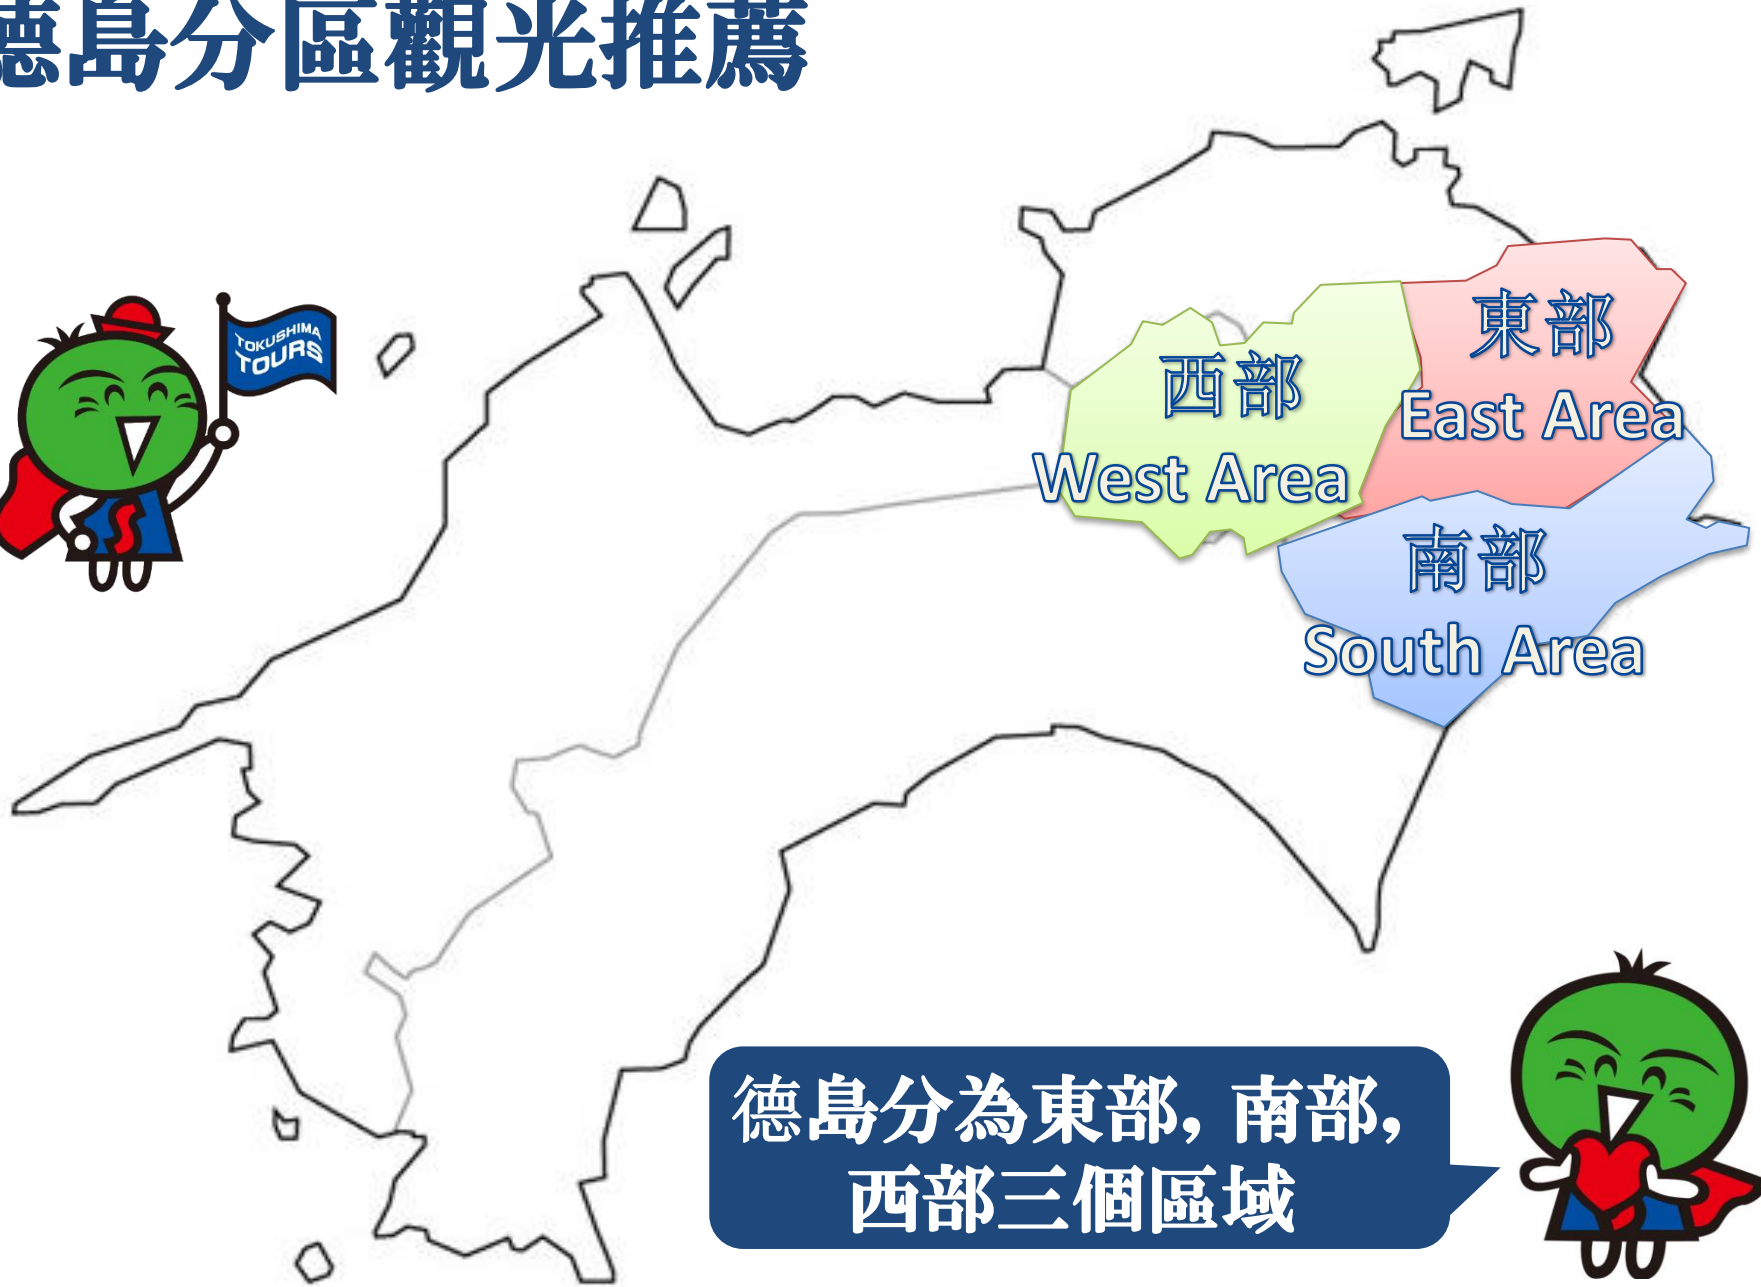 德島分區觀光推薦
TOKUSHIMA
TOURS
東部
East Area
西部
West Area
南部
South Area
德島分為東部, 南部,
西部三個區域